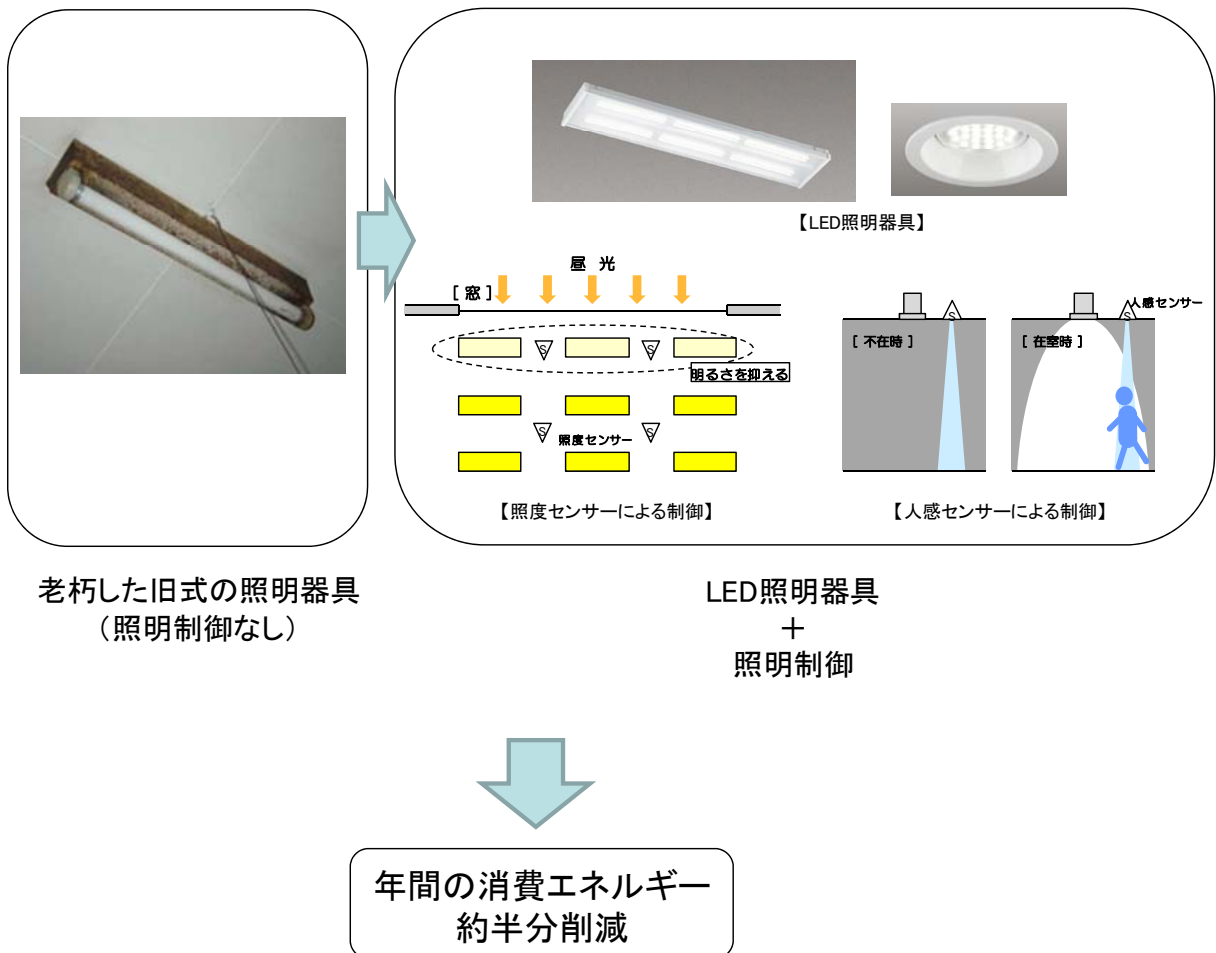 【LED照明器具】
昼 光
[ 窓 ]
S
S
明るさを抑える
S
照度センサー
S
【照度センサーによる制御】
S
[ 不在時 ]
S
人感センサー
[ 在室時 ]
【人感センサーによる制御】
老朽した旧式の照明器具
（照明制御なし）
LED照明器具
＋
照明制御
年間の消費エネルギー
約半分削減